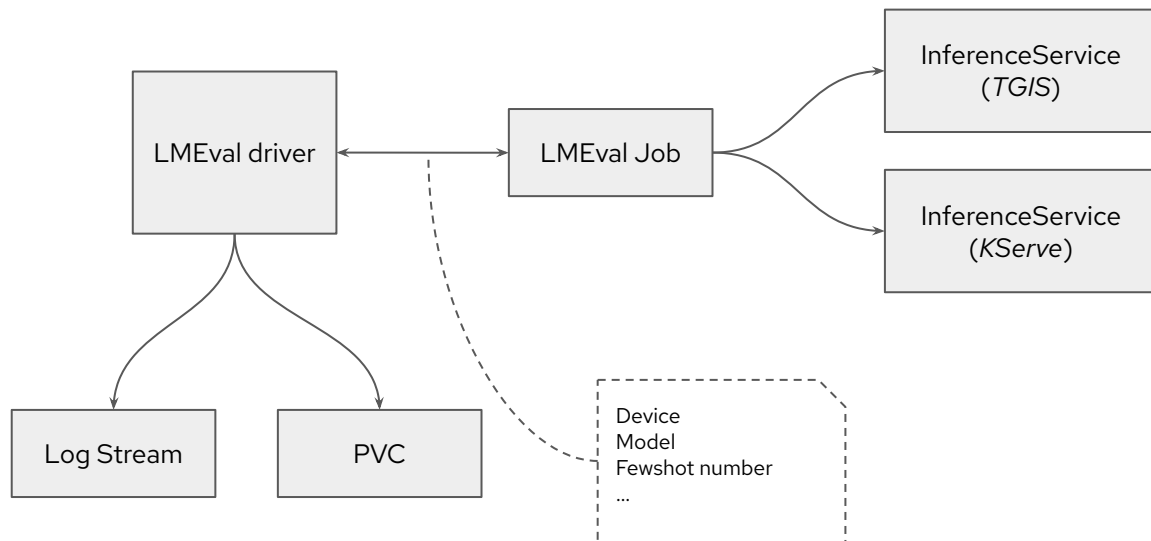 InferenceService
(TGIS)
LMEval driver
LMEval Job
InferenceService
(KServe)
Device
Model
Fewshot number
...
Log Stream
PVC